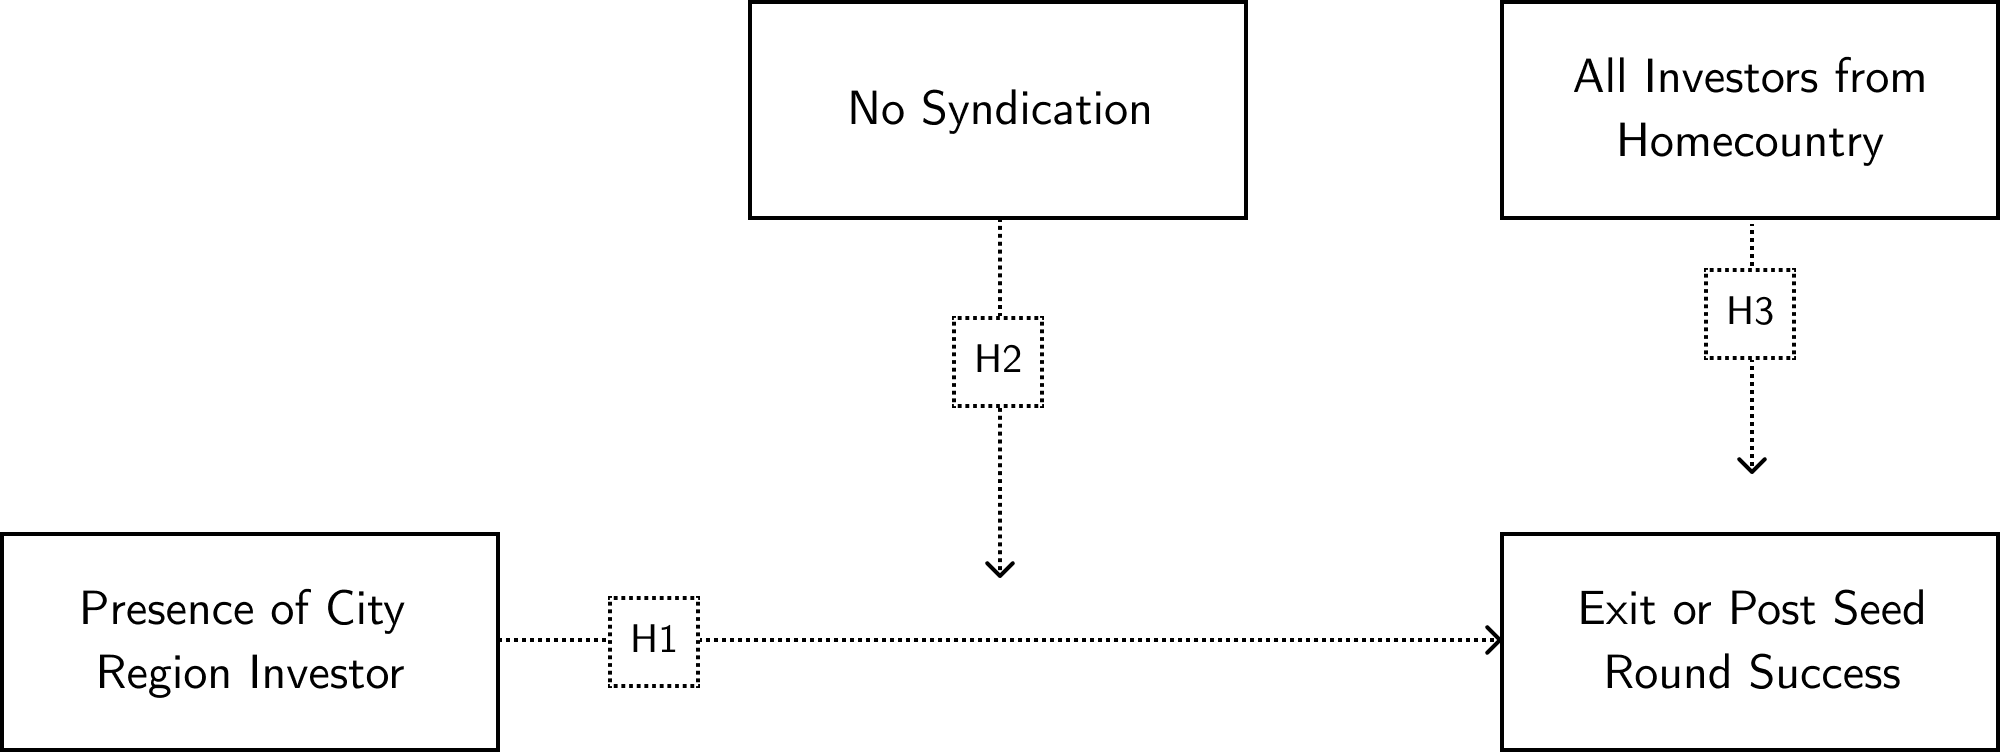 No Syndication
All Investors from
Homecountry
H3
H2
Presence of City
Region Investor
H1
Exit or Post Seed
Round Success